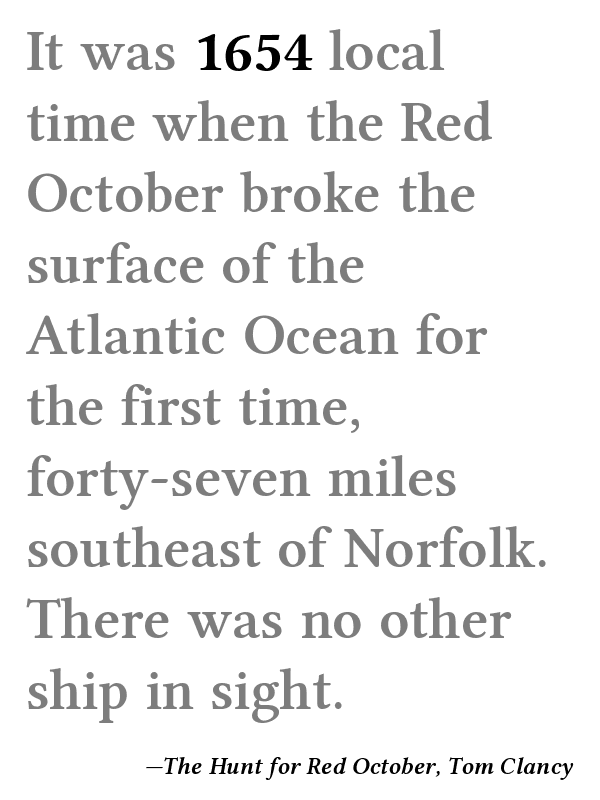 It was 1654 local
time when the Red
October broke the
surface of the
Atlantic Ocean for
the first time,
forty-seven miles
southeast of Norfolk.
There was no other
ship in sight.
—The Hunt for Red October, Tom Clancy